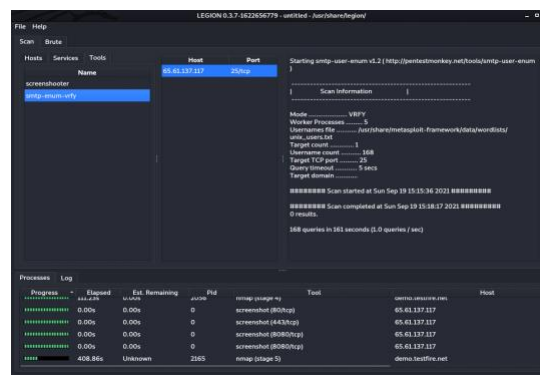 LEGION 0.3.7-1622656779 - untitled - /usr/share/legion/
File Help
Scan Brute
Hosts Services Tools
Name
screenshooter
smtp-enum-vrfy
Host Port
65.61.137.117 25/tcp
Starting smtp-user-enum v1.2 ( http://pentestmonkey.net/tools/smtp-user-enum
)
----------------------------------------------------------
| Scan Information |
----------------------------------------------------------
Mode ..................... VRFY
Worker Processes ......... 5
Usernames file ........... /usr/share/metasploit-framework/data/wordlists/
unix_users.txt
Target count ............. 1
Username count ........... 168
Target TCP port .......... 25
Query timeout ............ 5 secs
Target domain ............
######## Scan started at Sun Sep 19 15:15:36 2021 #########
######## Scan completed at Sun Sep 19 15:18:17 2021 #########
0 results.
168 queries in 161 seconds (1.0 queries / sec)
Processes Log
Progress Elapsed Est. Remaining Pid Tool Host
0.00s nmap (stage 4) demo.testfire.net
0.00s 0.00s 0 screenshot (80/tcp) 65.61.137.117
0.00s 0.00s 0 screenshot (443/tcp) 65.61.137.117
0.00s 0.00s 0 screenshot (8080/tcp) 65.61.137.117
0.00s 0.00s 0 screenshot (8080/tcp) 65.61.137.117
408.86s Unknown 2165 nmap (stage 5) demo.testfire.net